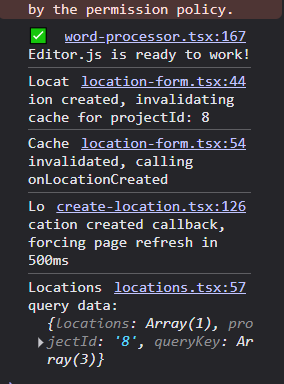 by the permission policy.
✅ word-processor.tsx:167
Editor.js is ready to work!
Locat location-form.tsx:44
ion created, invalidating
cache for projectId: 8
Cache location-form.tsx:54
invalidated, calling
onLocationCreated
Lo create-location.tsx:126
cation created callback,
forcing page refresh in
500ms
Locations locations.tsx:57
query data:
{locations: Array(1), pro
jectId: '8', queryKey: Ar
ray(3)}